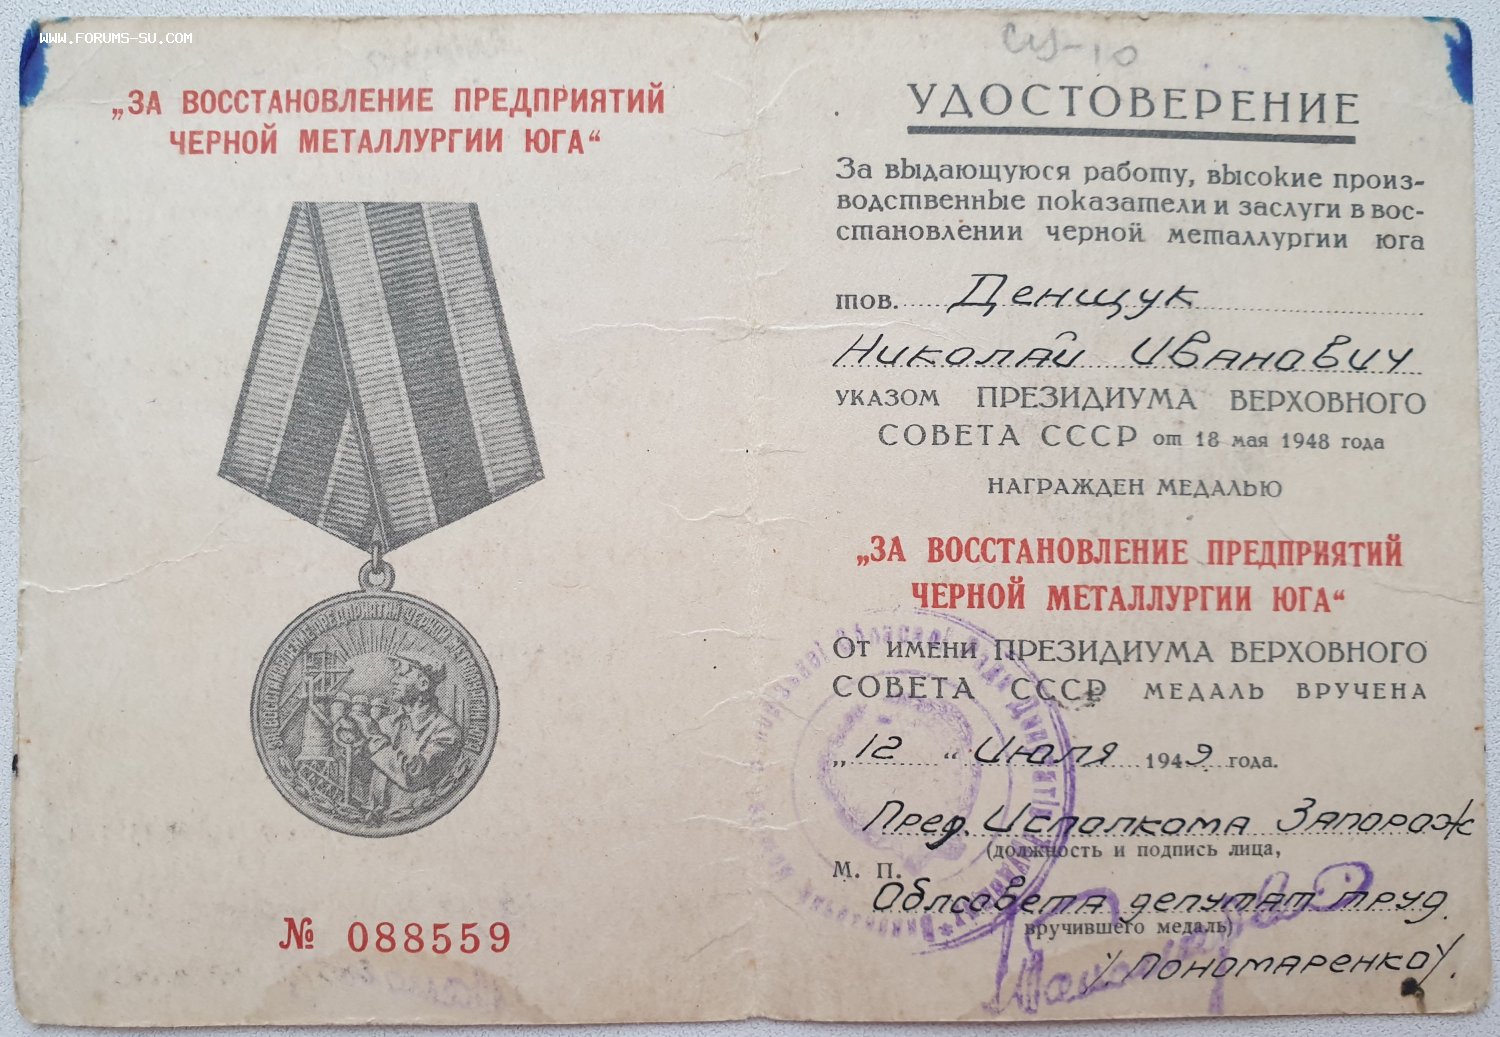 www.forums-su.com
„ЗА ВОССТАНОВЛЕНИЕ ПРЕДПРИЯТИЙ
ЧЕРНОЙ МЕТАЛЛУРГИИ ЮГА“
№ 088559
СУ-10
УДОСТОВЕРЕНИЕ
За выдающуюся работу, высокие произ-
водственные показатели и заслуги в вос-
становлении черной металлургии юга
тов. Денщук
Николай Иванович
указом ПРЕЗИДИУМА ВЕРХОВНОГО
СОВЕТА СССР от 18 мая 1948 года
НАГРАЖДЕН МЕДАЛЬЮ
„ЗА ВОССТАНОВЛЕНИЕ ПРЕДПРИЯТИЙ
ЧЕРНОЙ МЕТАЛЛУРГИИ ЮГА“
От имени ПРЕЗИДИУМА ВЕРХОВНОГО
СОВЕТА СССР МЕДАЛЬ ВРУЧЕНА
„12“ Июля 1949 года.
Пред. Исполкома Запорож
(должность и подпись лица,
М. П.
Облсовета депутат труд.
вручившего медаль)
/Пономаренко/.